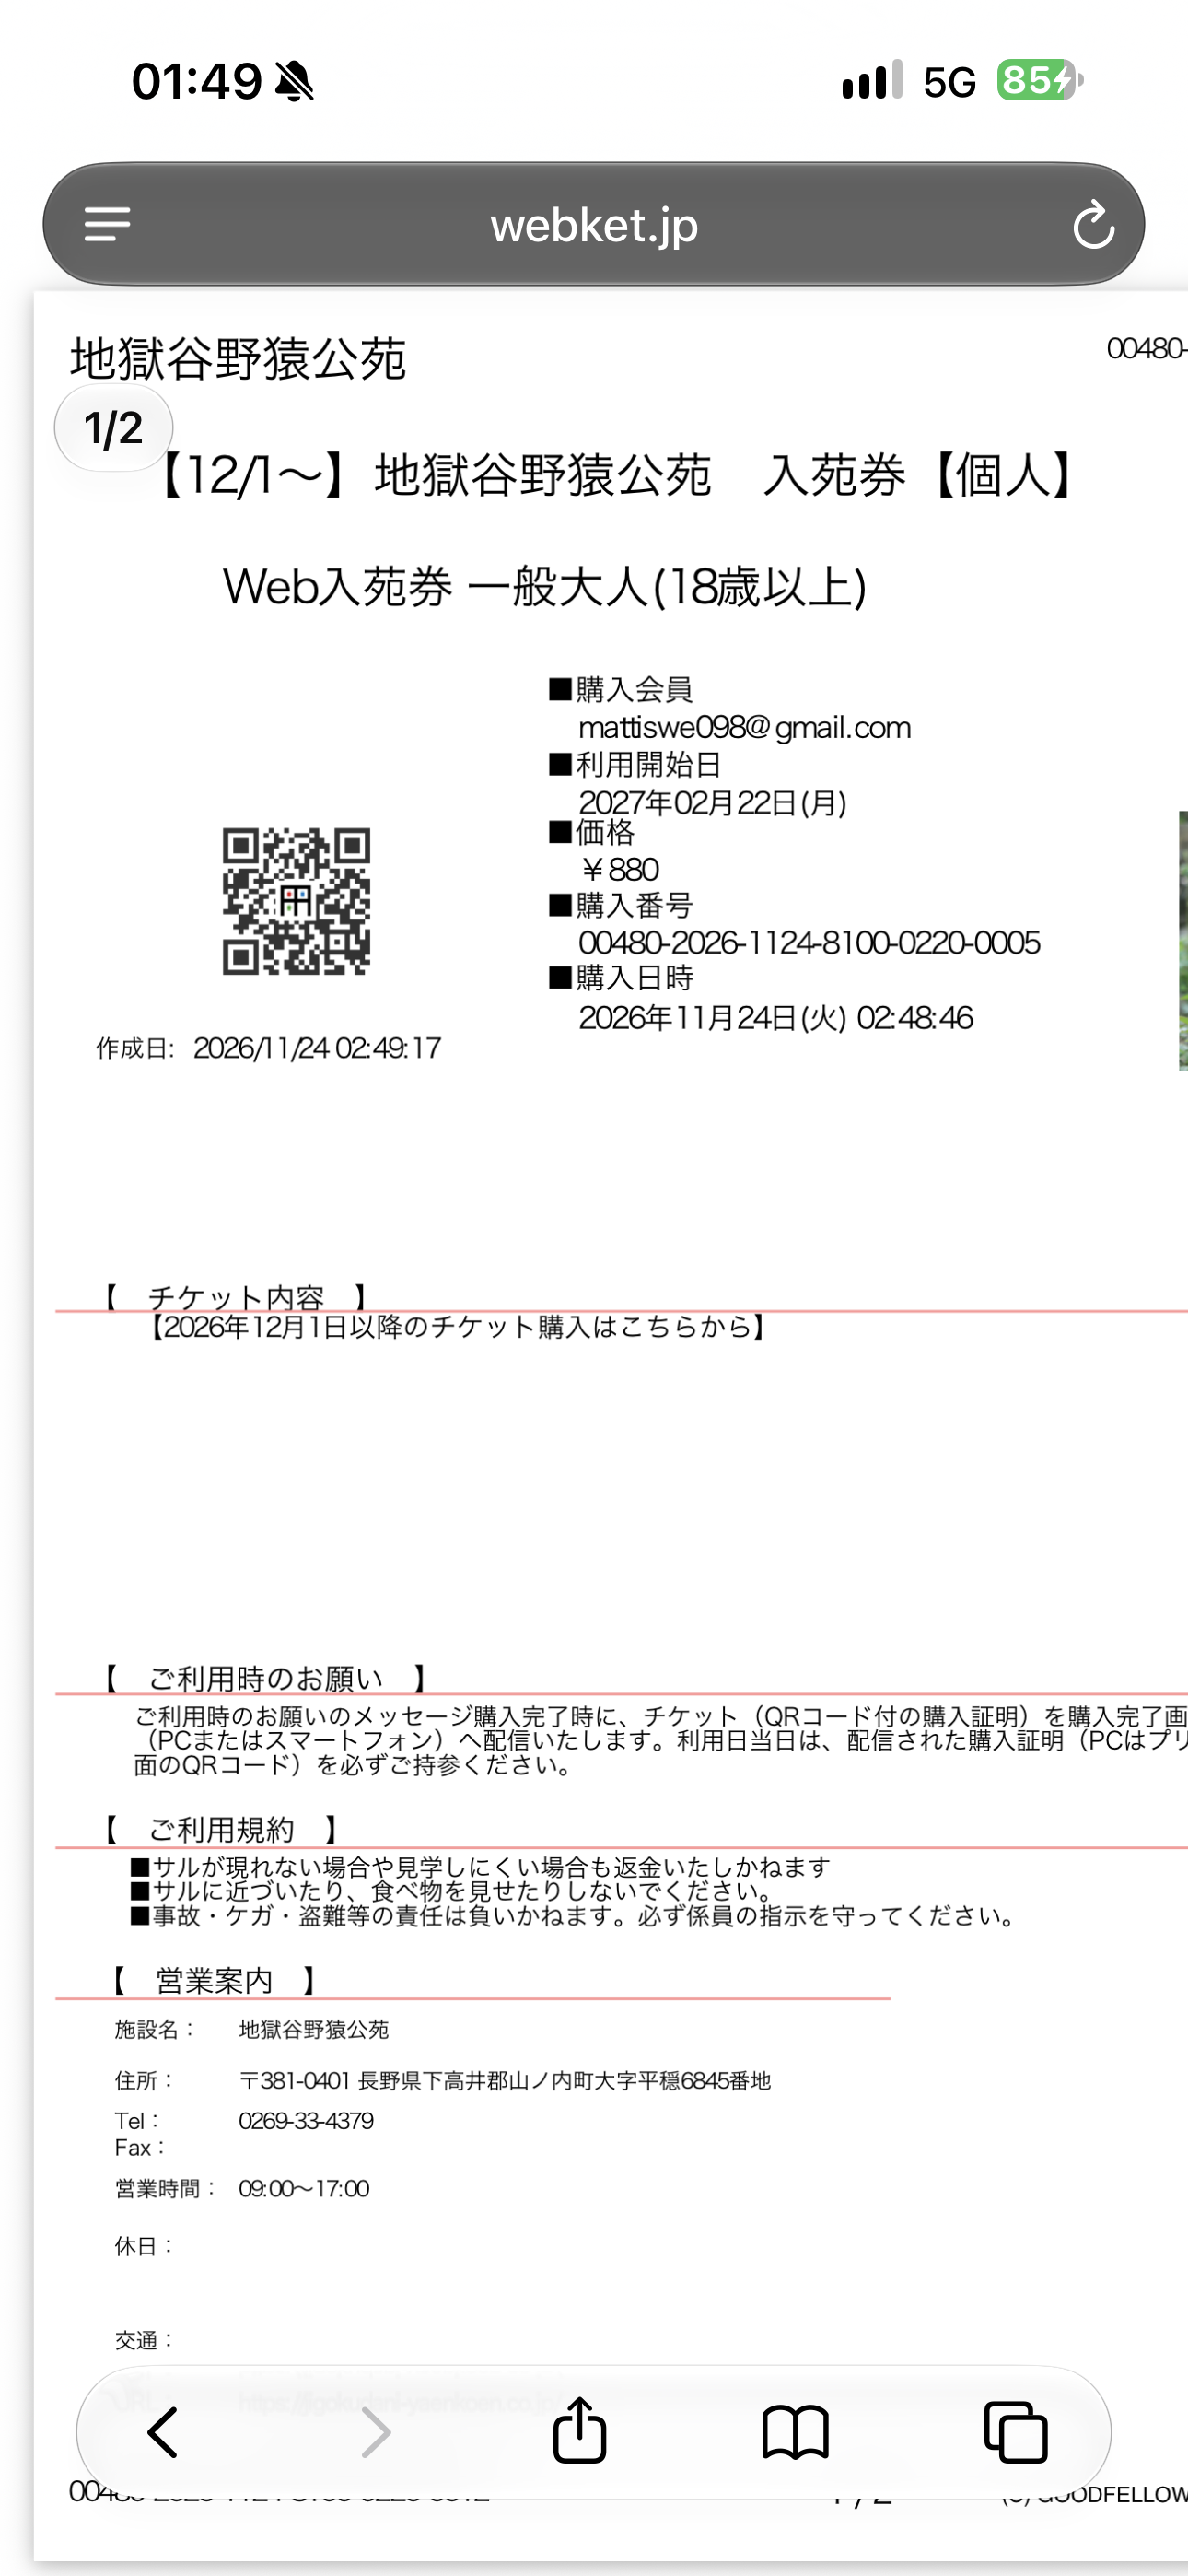 01:49
5G
85
webket.jp
地獄谷野猿公苑
00480-
1/2
【12/1～】地獄谷野猿公苑　入苑券【個人】
Web入苑券 一般大人(18歳以上)
■購入会員
mattiswe098@gmail.com
■利用開始日
2027年02月22日(月)
■価格
￥880
■購入番号
00480-2026-1124-8100-0220-0005
■購入日時
2026年11月24日(火) 02:48:46
作成日: 2026/11/24 02:49:17
【　チケット内容　】
【2026年12月1日以降のチケット購入はこちらから】
【　ご利用時のお願い　】
ご利用時のお願いのメッセージ購入完了時に、チケット（QRコード付の購入証明）を購入完了画
（PCまたはスマートフォン）へ配信いたします。利用日当日は、配信された購入証明（PCはプリ
面のQRコード）を必ずご持参ください。
【　ご利用規約　】
■サルが現れない場合や見学しにくい場合も返金いたしかねます
■サルに近づいたり、食べ物を見せたりしないでください。
■事故・ケガ・盗難等の責任は負いかねます。必ず係員の指示を守ってください。
【　営業案内　】
施設名： 地獄谷野猿公苑
住所： 〒381-0401 長野県下高井郡山ノ内町大字平穏6845番地
Tel： 0269-33-4379
Fax：
営業時間： 09:00～17:00
休日：
交通：
GOODFELLOW